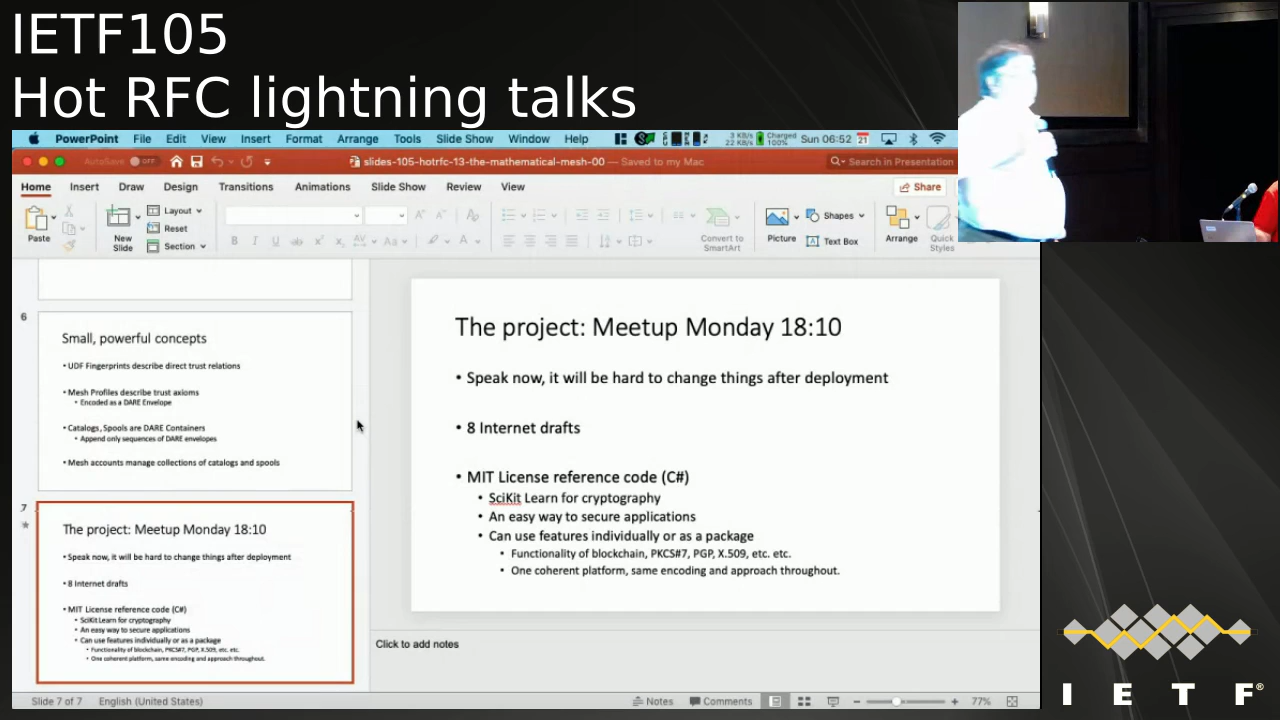 IETF105
Hot RFC lightning talks
PowerPoint File Edit View Insert Format Arrange Tools Slide Show Window Help 3 KB/s 22 KB/s Charged 100% Sun 06:52 21
AutoSave OFF slides-105-hotrfc-13-the-mathematical-mesh-00 — Saved to my Mac Search in Presentation
Home Insert Draw Design Transitions Animations Slide Show Review View Share
Paste
New Slide
Layout
Reset
Section
Convert to SmartArt
Picture
Shapes
Text Box
Arrange
Quick Styles
6
Small, powerful concepts
• UDF Fingerprints describe direct trust relations
• Mesh Profiles describe trust axioms
• Encoded as a DARE Envelope
• Catalogs, Spools are DARE Containers
• Append only sequences of DARE envelopes
• Mesh accounts manage collections of catalogs and spools
7
The project: Meetup Monday 18:10
• Speak now, it will be hard to change things after deployment
• 8 Internet drafts
• MIT License reference code (C#)
• SciKit Learn for cryptography
• An easy way to secure applications
• Can use features individually or as a package
• Functionality of blockchain, PKCS#7, PGP, X.509, etc. etc.
• One coherent platform, same encoding and approach throughout.
The project: Meetup Monday 18:10
• Speak now, it will be hard to change things after deployment
• 8 Internet drafts
• MIT License reference code (C#)
• SciKit Learn for cryptography
• An easy way to secure applications
• Can use features individually or as a package
• Functionality of blockchain, PKCS#7, PGP, X.509, etc. etc.
• One coherent platform, same encoding and approach throughout.
Click to add notes
Slide 7 of 7 English (United States) Notes Comments 77%
I E T F®